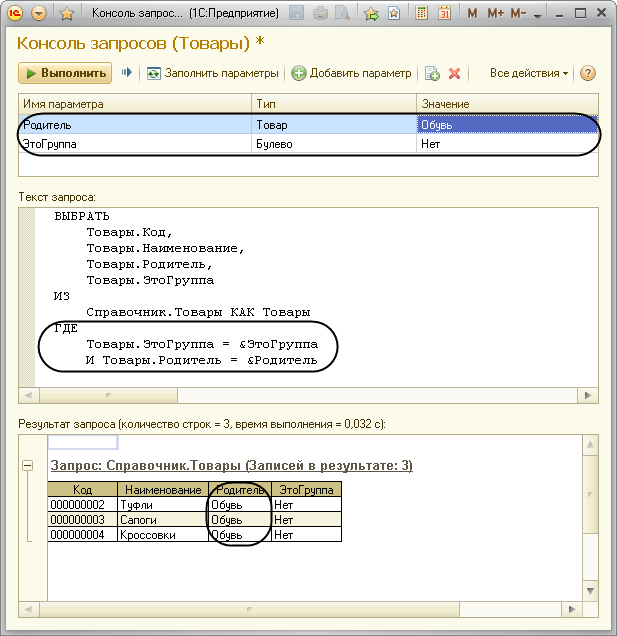 Консоль запрос... (1С:Предприятие) M M+ M-
Консоль запросов (Товары) *
Выполнить Заполнить параметры Добавить параметр Все действия
Имя параметра Тип Значение
Родитель Товар Обувь
ЭтоГруппа Булево Нет
Текст запроса:
ВЫБРАТЬ
Товары.Код,
Товары.Наименование,
Товары.Родитель,
Товары.ЭтоГруппа
ИЗ
Справочник.Товары КАК Товары
ГДЕ
Товары.ЭтоГруппа = &ЭтоГруппа
И Товары.Родитель = &Родитель
Результат запроса (количество строк = 3, время выполнения = 0,032 с):
Запрос: Справочник.Товары (Записей в результате: 3)
Код Наименование Родитель ЭтоГруппа
000000002 Туфли Обувь Нет
000000003 Сапоги Обувь Нет
000000004 Кроссовки Обувь Нет